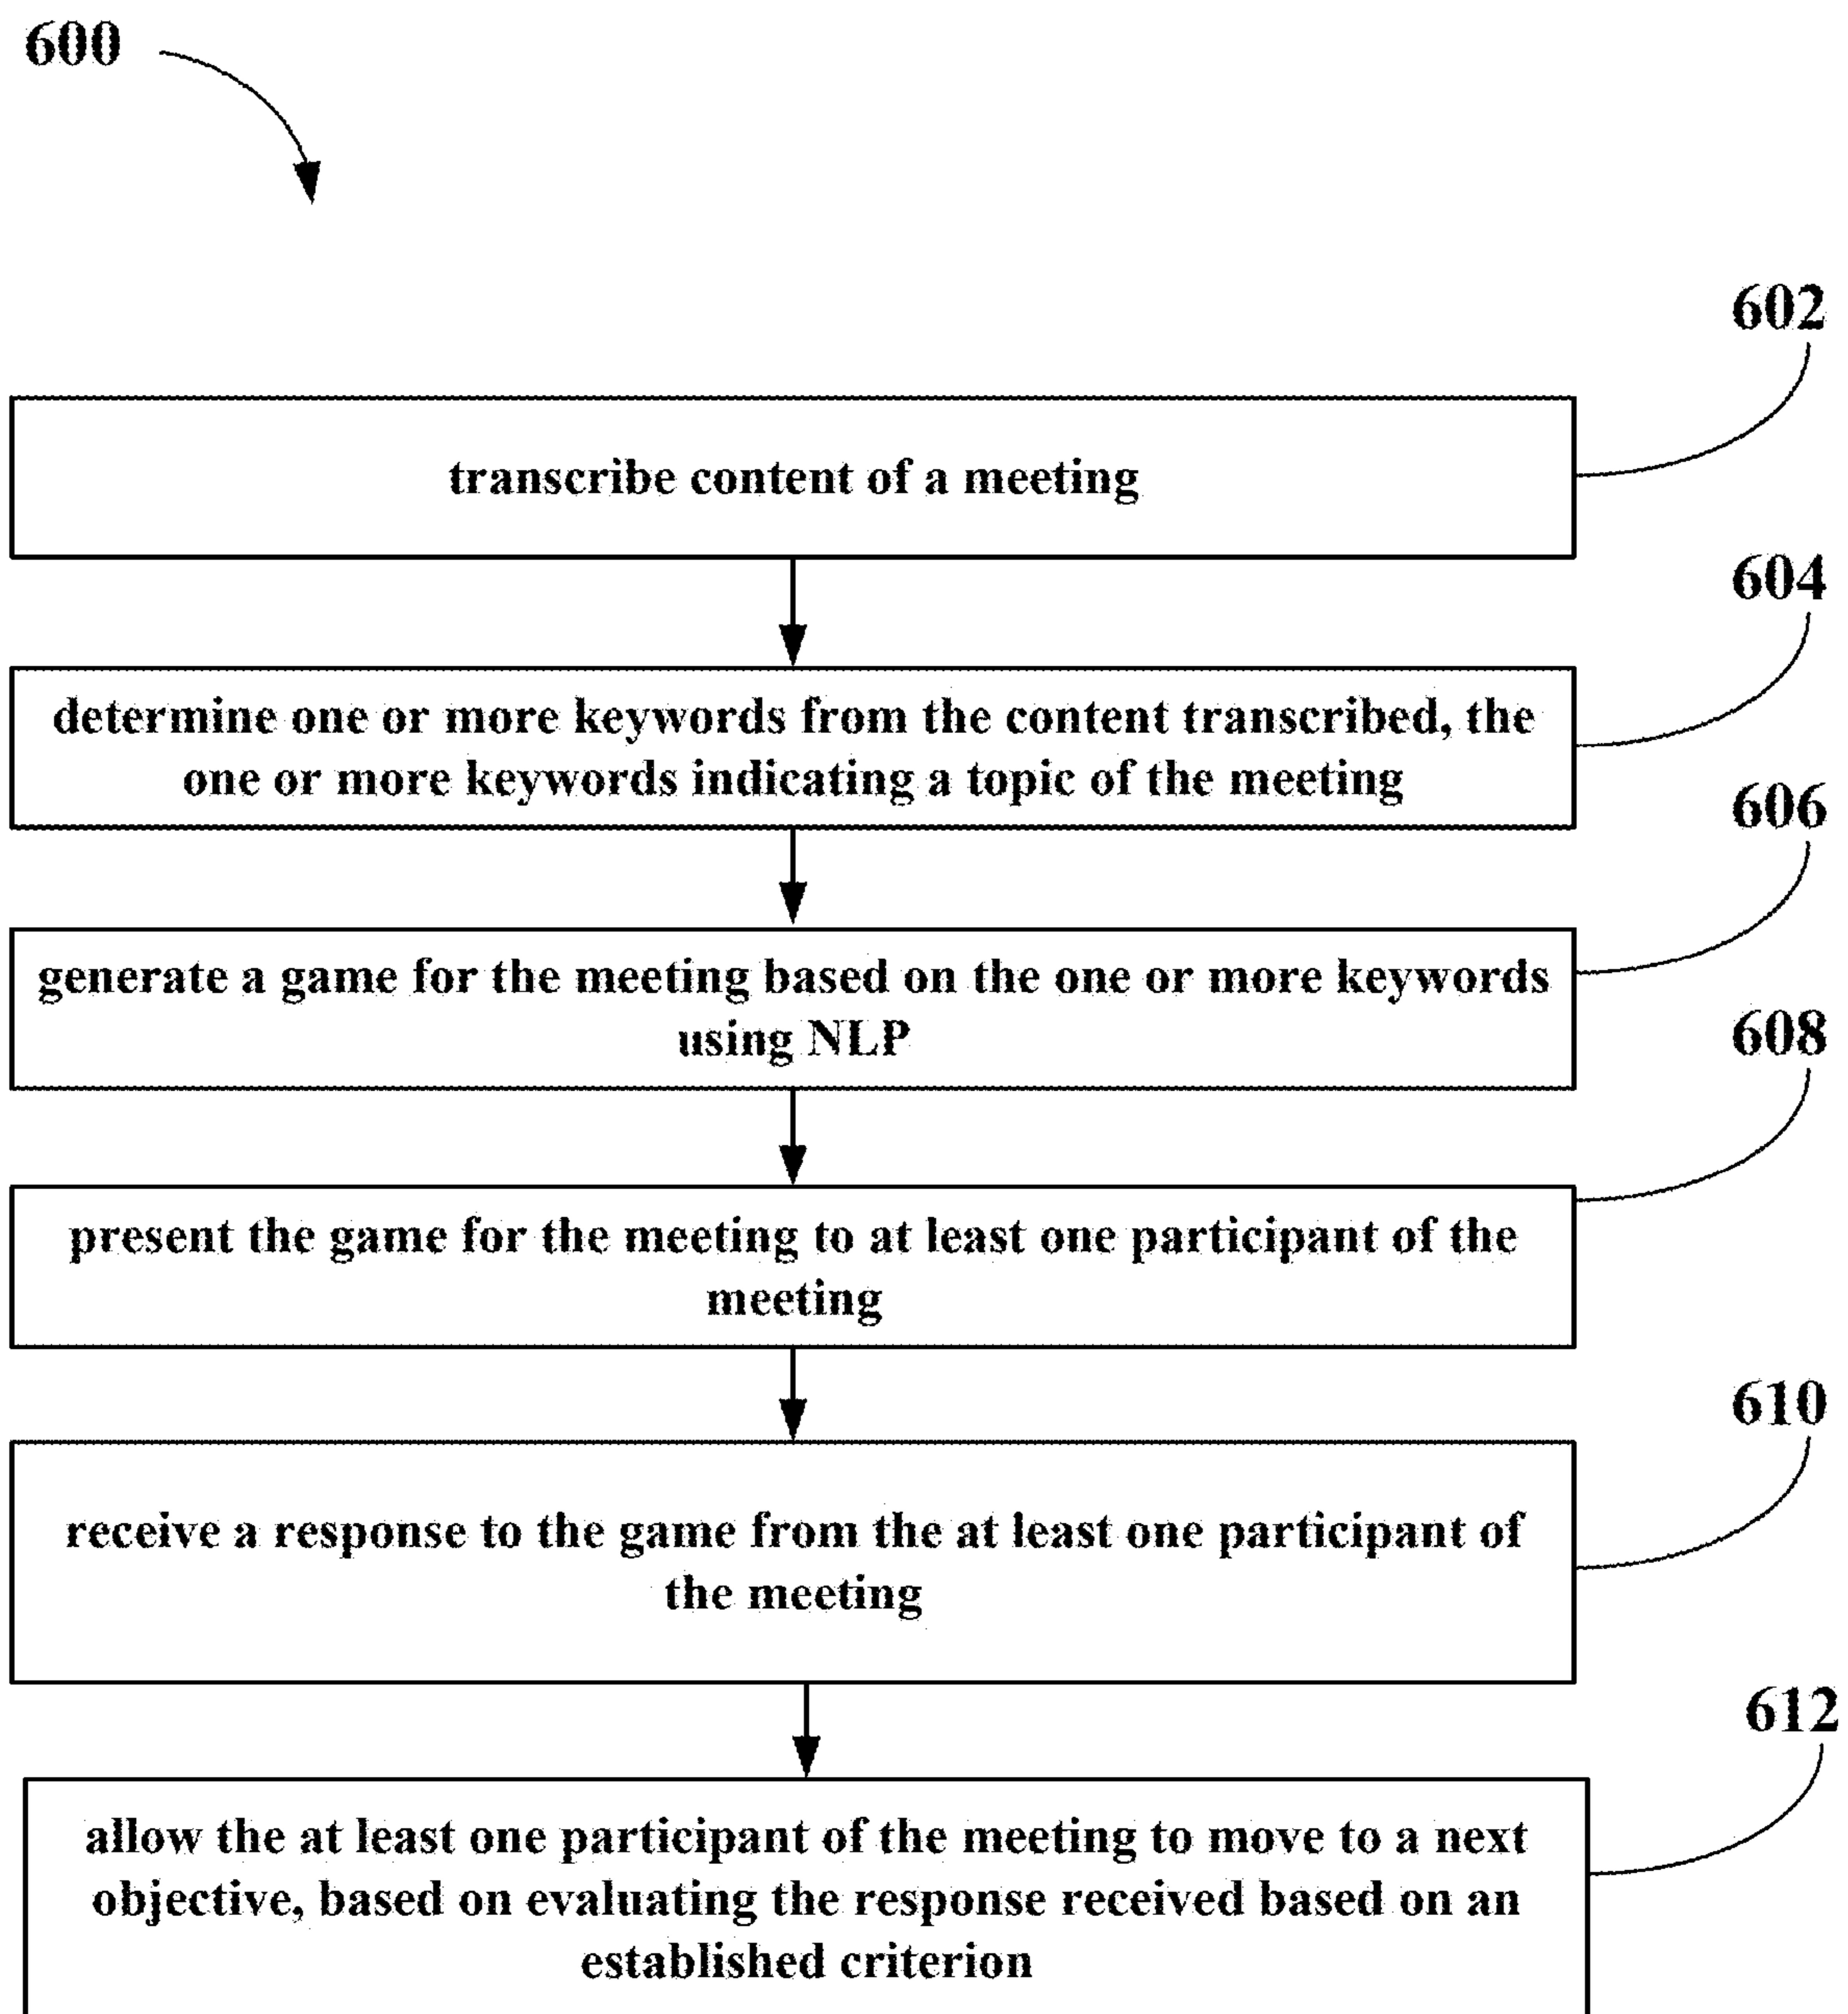 600
602
transcribe content of a meeting
604
determine one or more keywords from the content transcribed, the
one or more keywords indicating a topic of the meeting
606
generate a game for the meeting based on the one or more keywords
using NLP
608
present the game for the meeting to at least one participant of the
meeting
610
receive a response to the game from the at least one participant of
the meeting
612
allow the at least one participant of the meeting to move to a next
objective, based on evaluating the response received based on an
established criterion